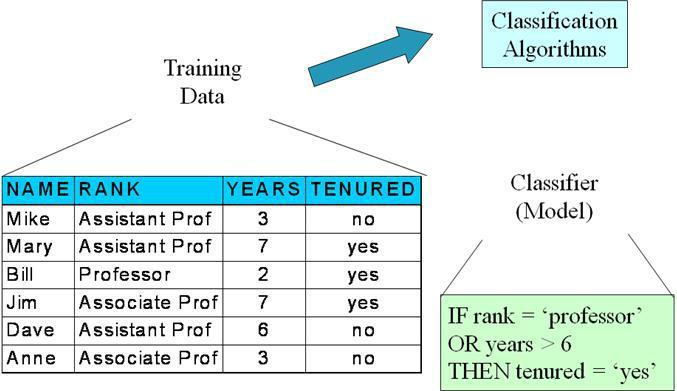 Classification
Algorithms
Training
Data
NAME RANK YEARS TENURED
Mike Assistant Prof 3 no
Mary Assistant Prof 7 yes
Bill Professor 2 yes
Jim Associate Prof 7 yes
Dave Assistant Prof 6 no
Anne Associate Prof 3 no
Classifier
(Model)
IF rank = ‘professor’
OR years > 6
THEN tenured = ‘yes’